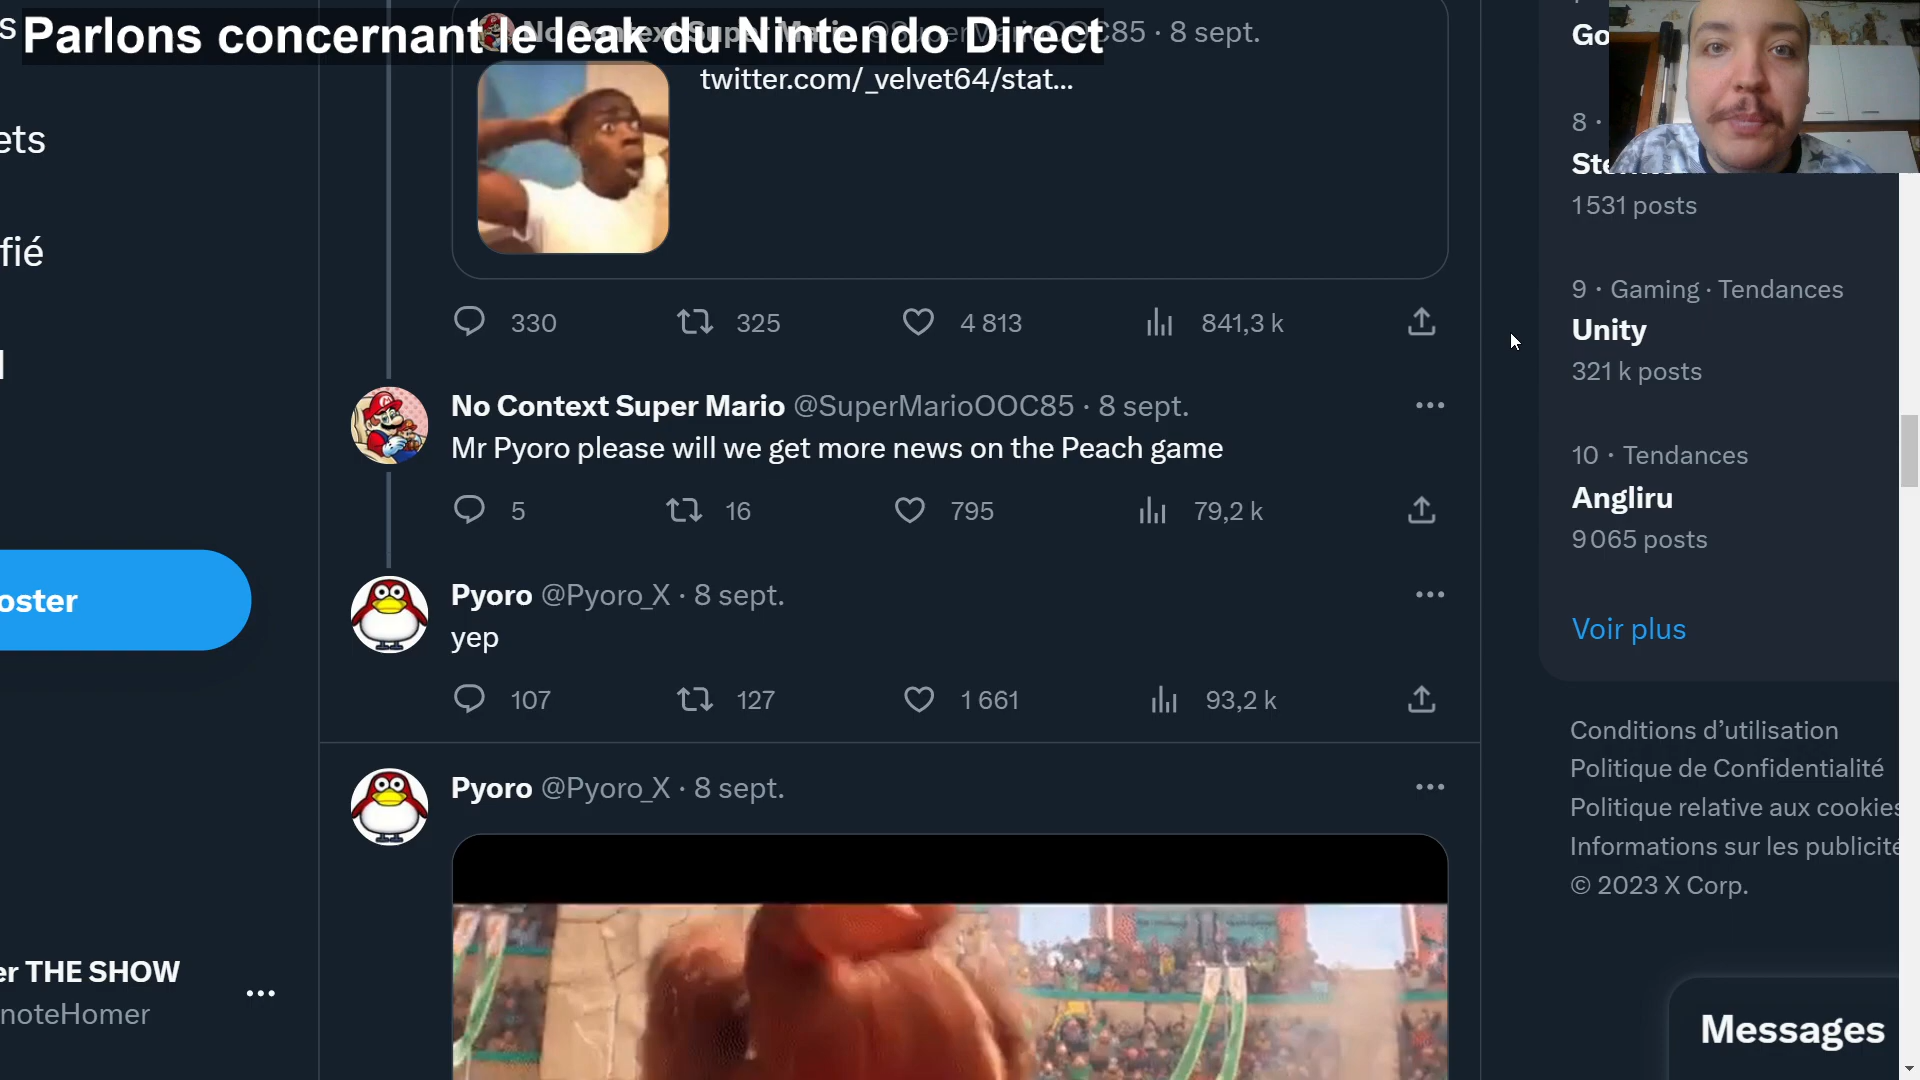 Parlons concernant le leak du Nintendo Direct
· 8 sept.
twitter.com/_velvet64/stat...
330 325 4 813 841,3 k
No Context Super Mario @SuperMarioOOC85 · 8 sept.
Mr Pyoro please will we get more news on the Peach game
5 16 795 79,2 k
Pyoro @Pyoro_X · 8 sept.
yep
107 127 1 661 93,2 k
Pyoro @Pyoro_X · 8 sept.
s
ets
fié
oster
er THE SHOW
noteHomer
Go
8 ·
1 531 posts
9 · Gaming · Tendances
Unity
321 k posts
10 · Tendances
Angliru
9 065 posts
Voir plus
Conditions d’utilisation
Politique de Confidentialité
Politique relative aux cookies
Informations sur les publicité
© 2023 X Corp.
Messages